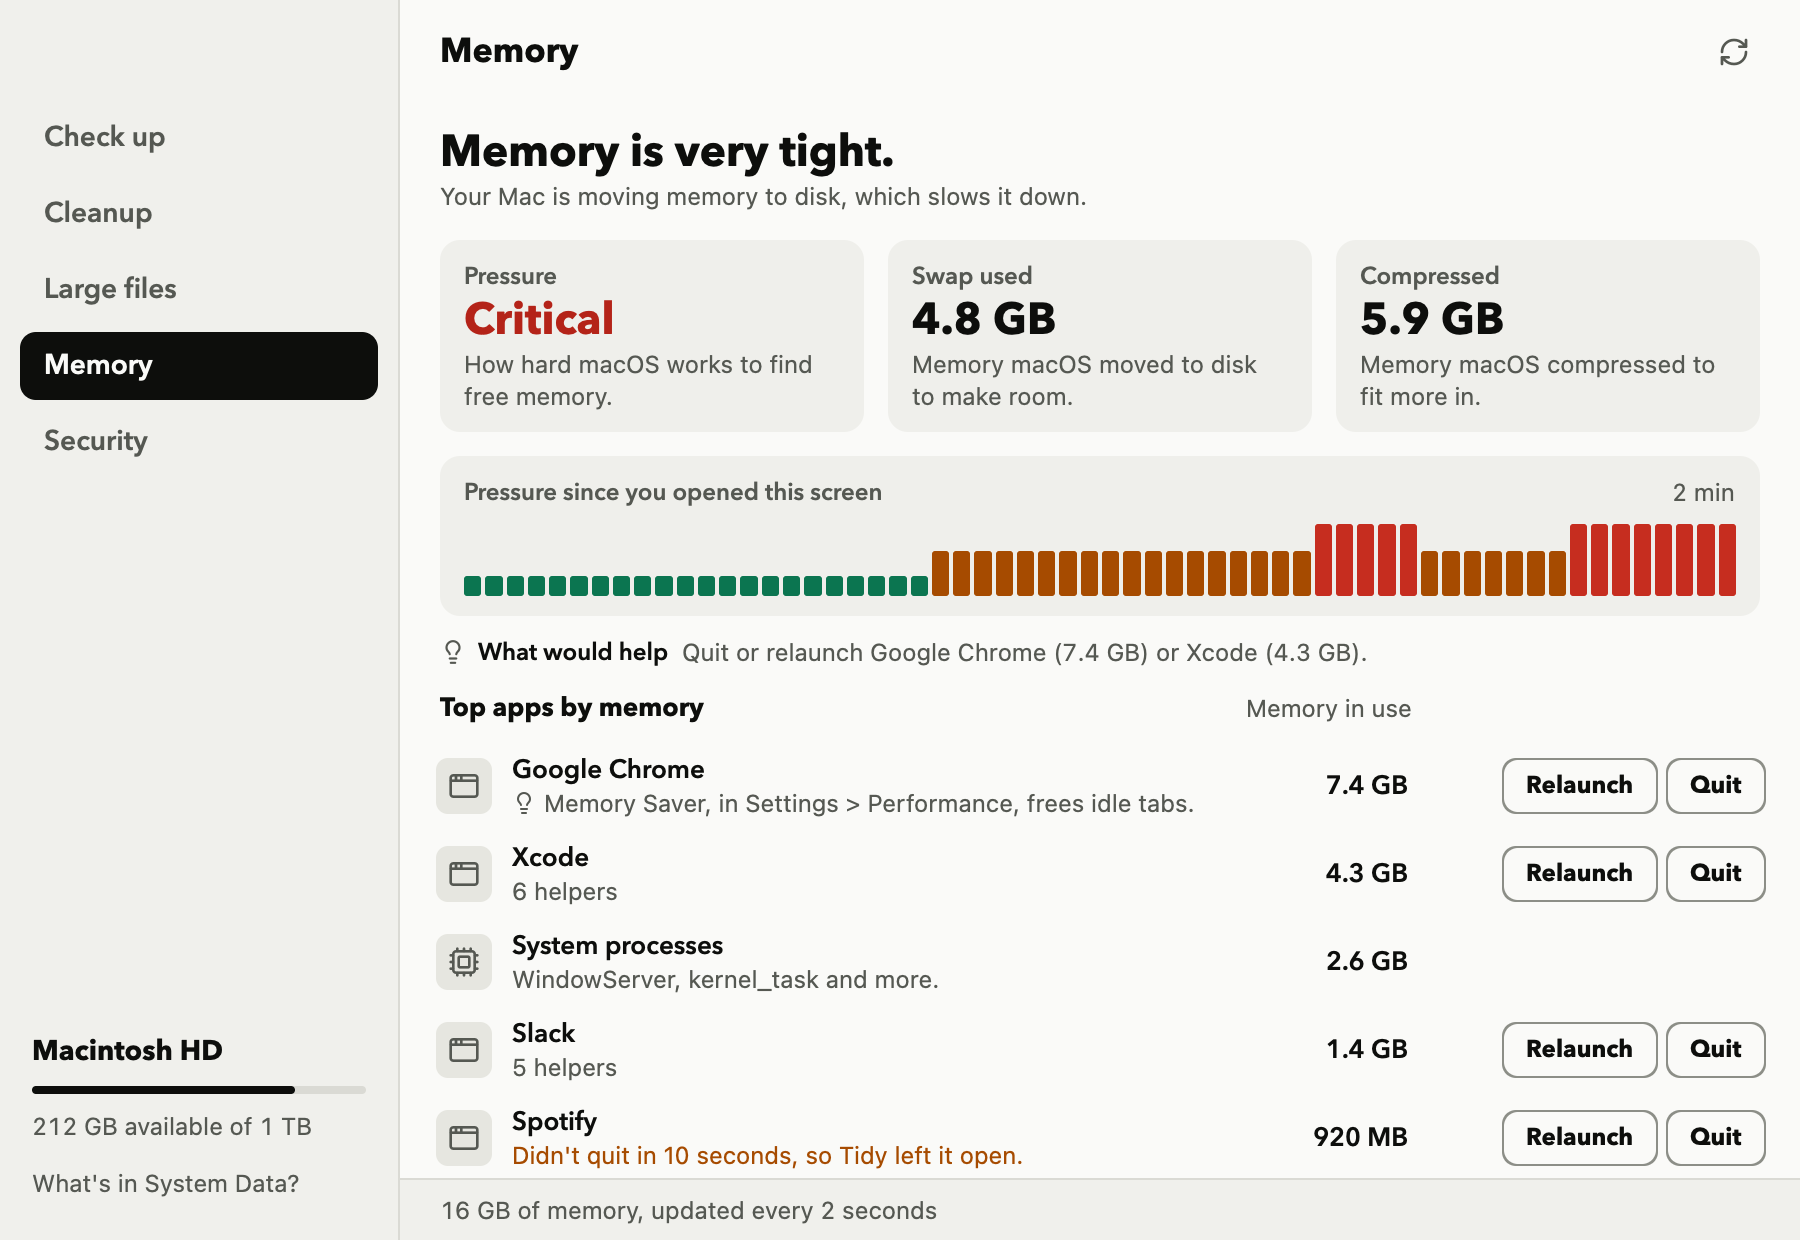 Memory
Check up
Cleanup
Large files
Memory
Security
Macintosh HD
212 GB available of 1 TB
What's in System Data?
Memory is very tight.
Your Mac is moving memory to disk, which slows it down.
Pressure
Critical
How hard macOS works to find
free memory.
Swap used
4.8 GB
Memory macOS moved to disk
to make room.
Compressed
5.9 GB
Memory macOS compressed to
fit more in.
Pressure since you opened this screen
2 min
What would help Quit or relaunch Google Chrome (7.4 GB) or Xcode (4.3 GB).
Top apps by memory
Memory in use
Google Chrome
Memory Saver, in Settings > Performance, frees idle tabs.
7.4 GB
Relaunch
Quit
Xcode
6 helpers
4.3 GB
Relaunch
Quit
System processes
WindowServer, kernel_task and more.
2.6 GB
Slack
5 helpers
1.4 GB
Relaunch
Quit
Spotify
Didn't quit in 10 seconds, so Tidy left it open.
920 MB
Relaunch
Quit
16 GB of memory, updated every 2 seconds